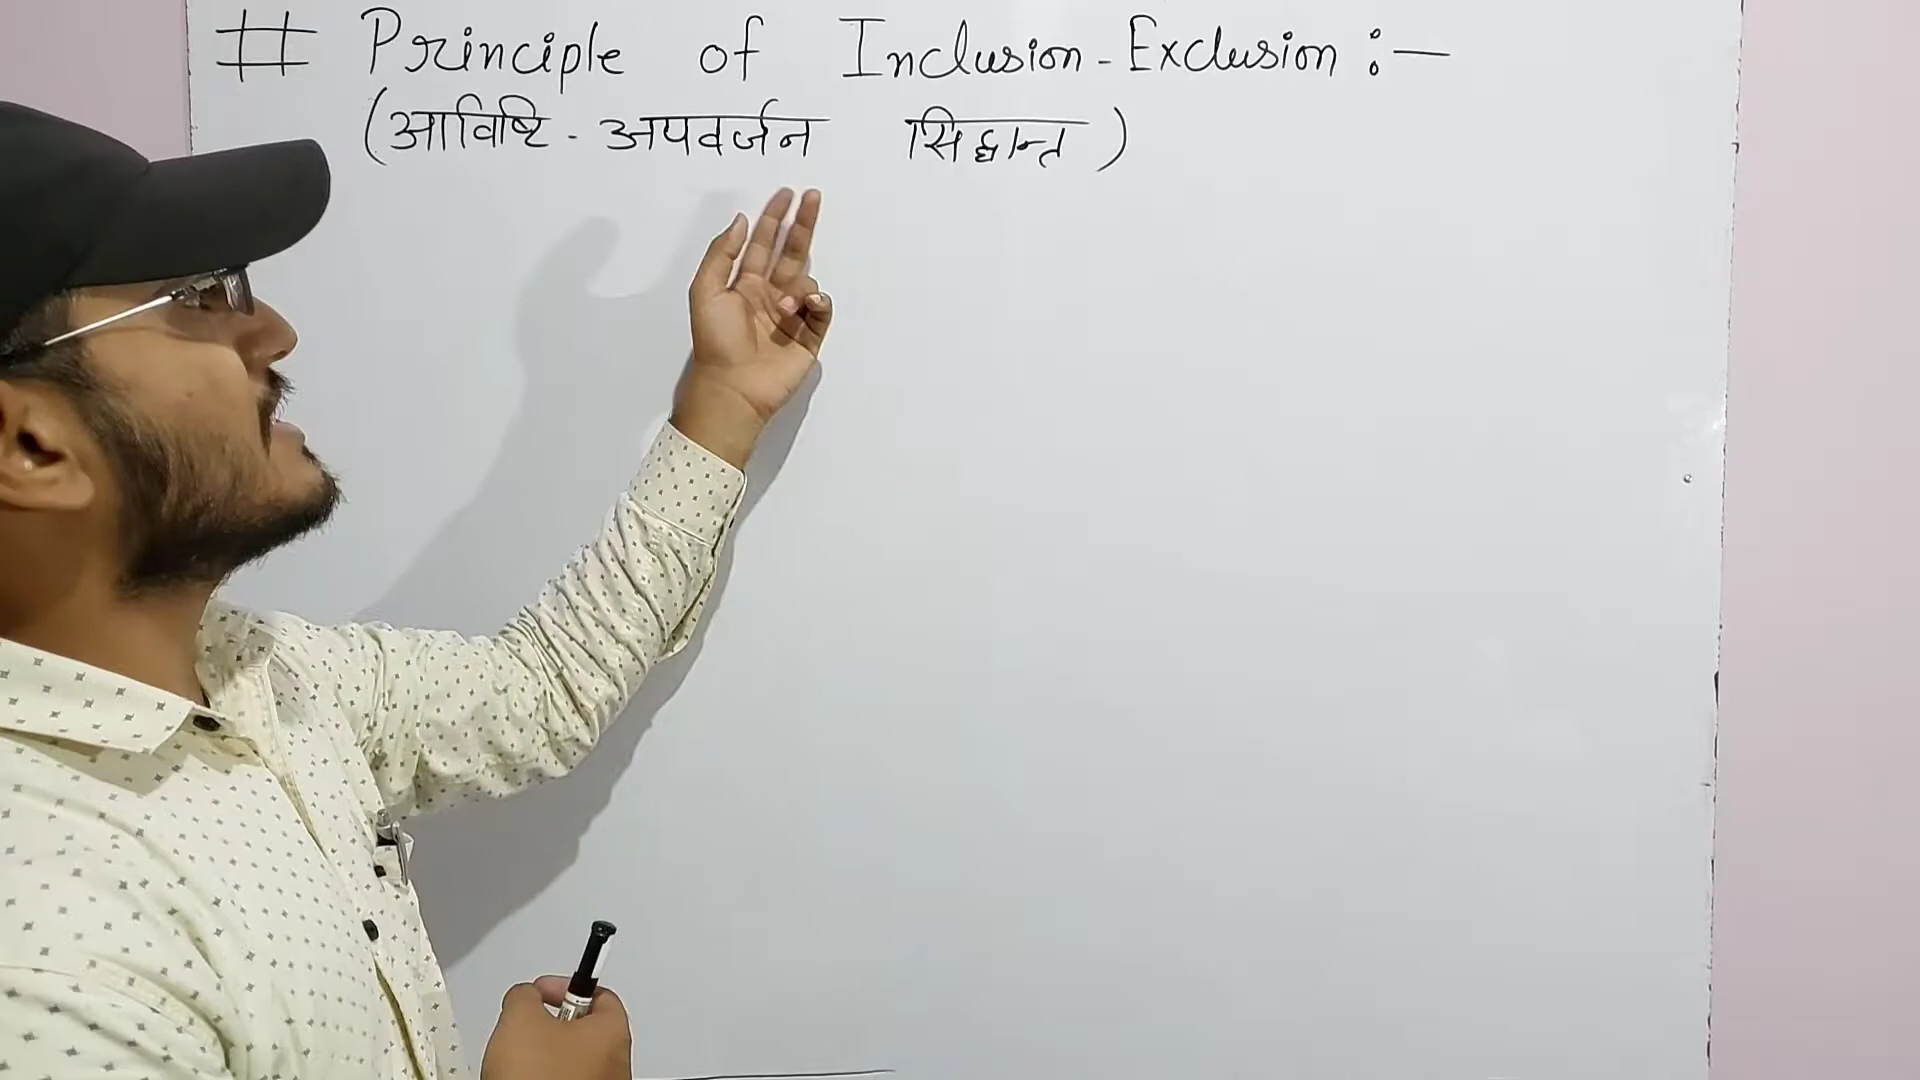 # Principle of Inclusion-Exclusion :—
(आविष्टि - अपवर्जन सिद्धान्त)